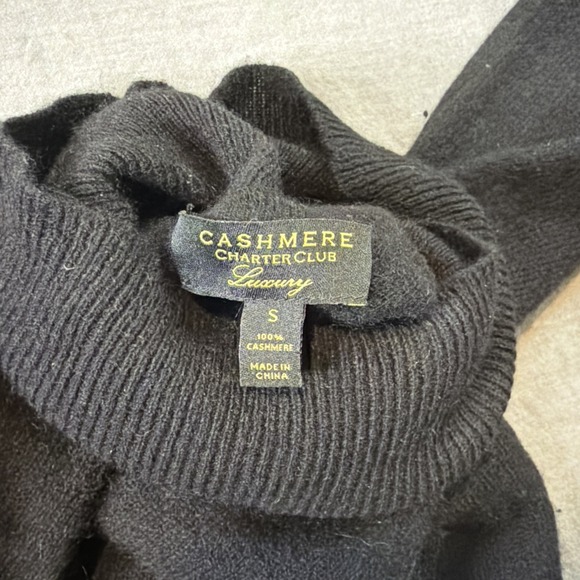 CASHMERE
CHARTER CLUB
Luxury
S
100%
CASHMERE
MADE IN
CHINA